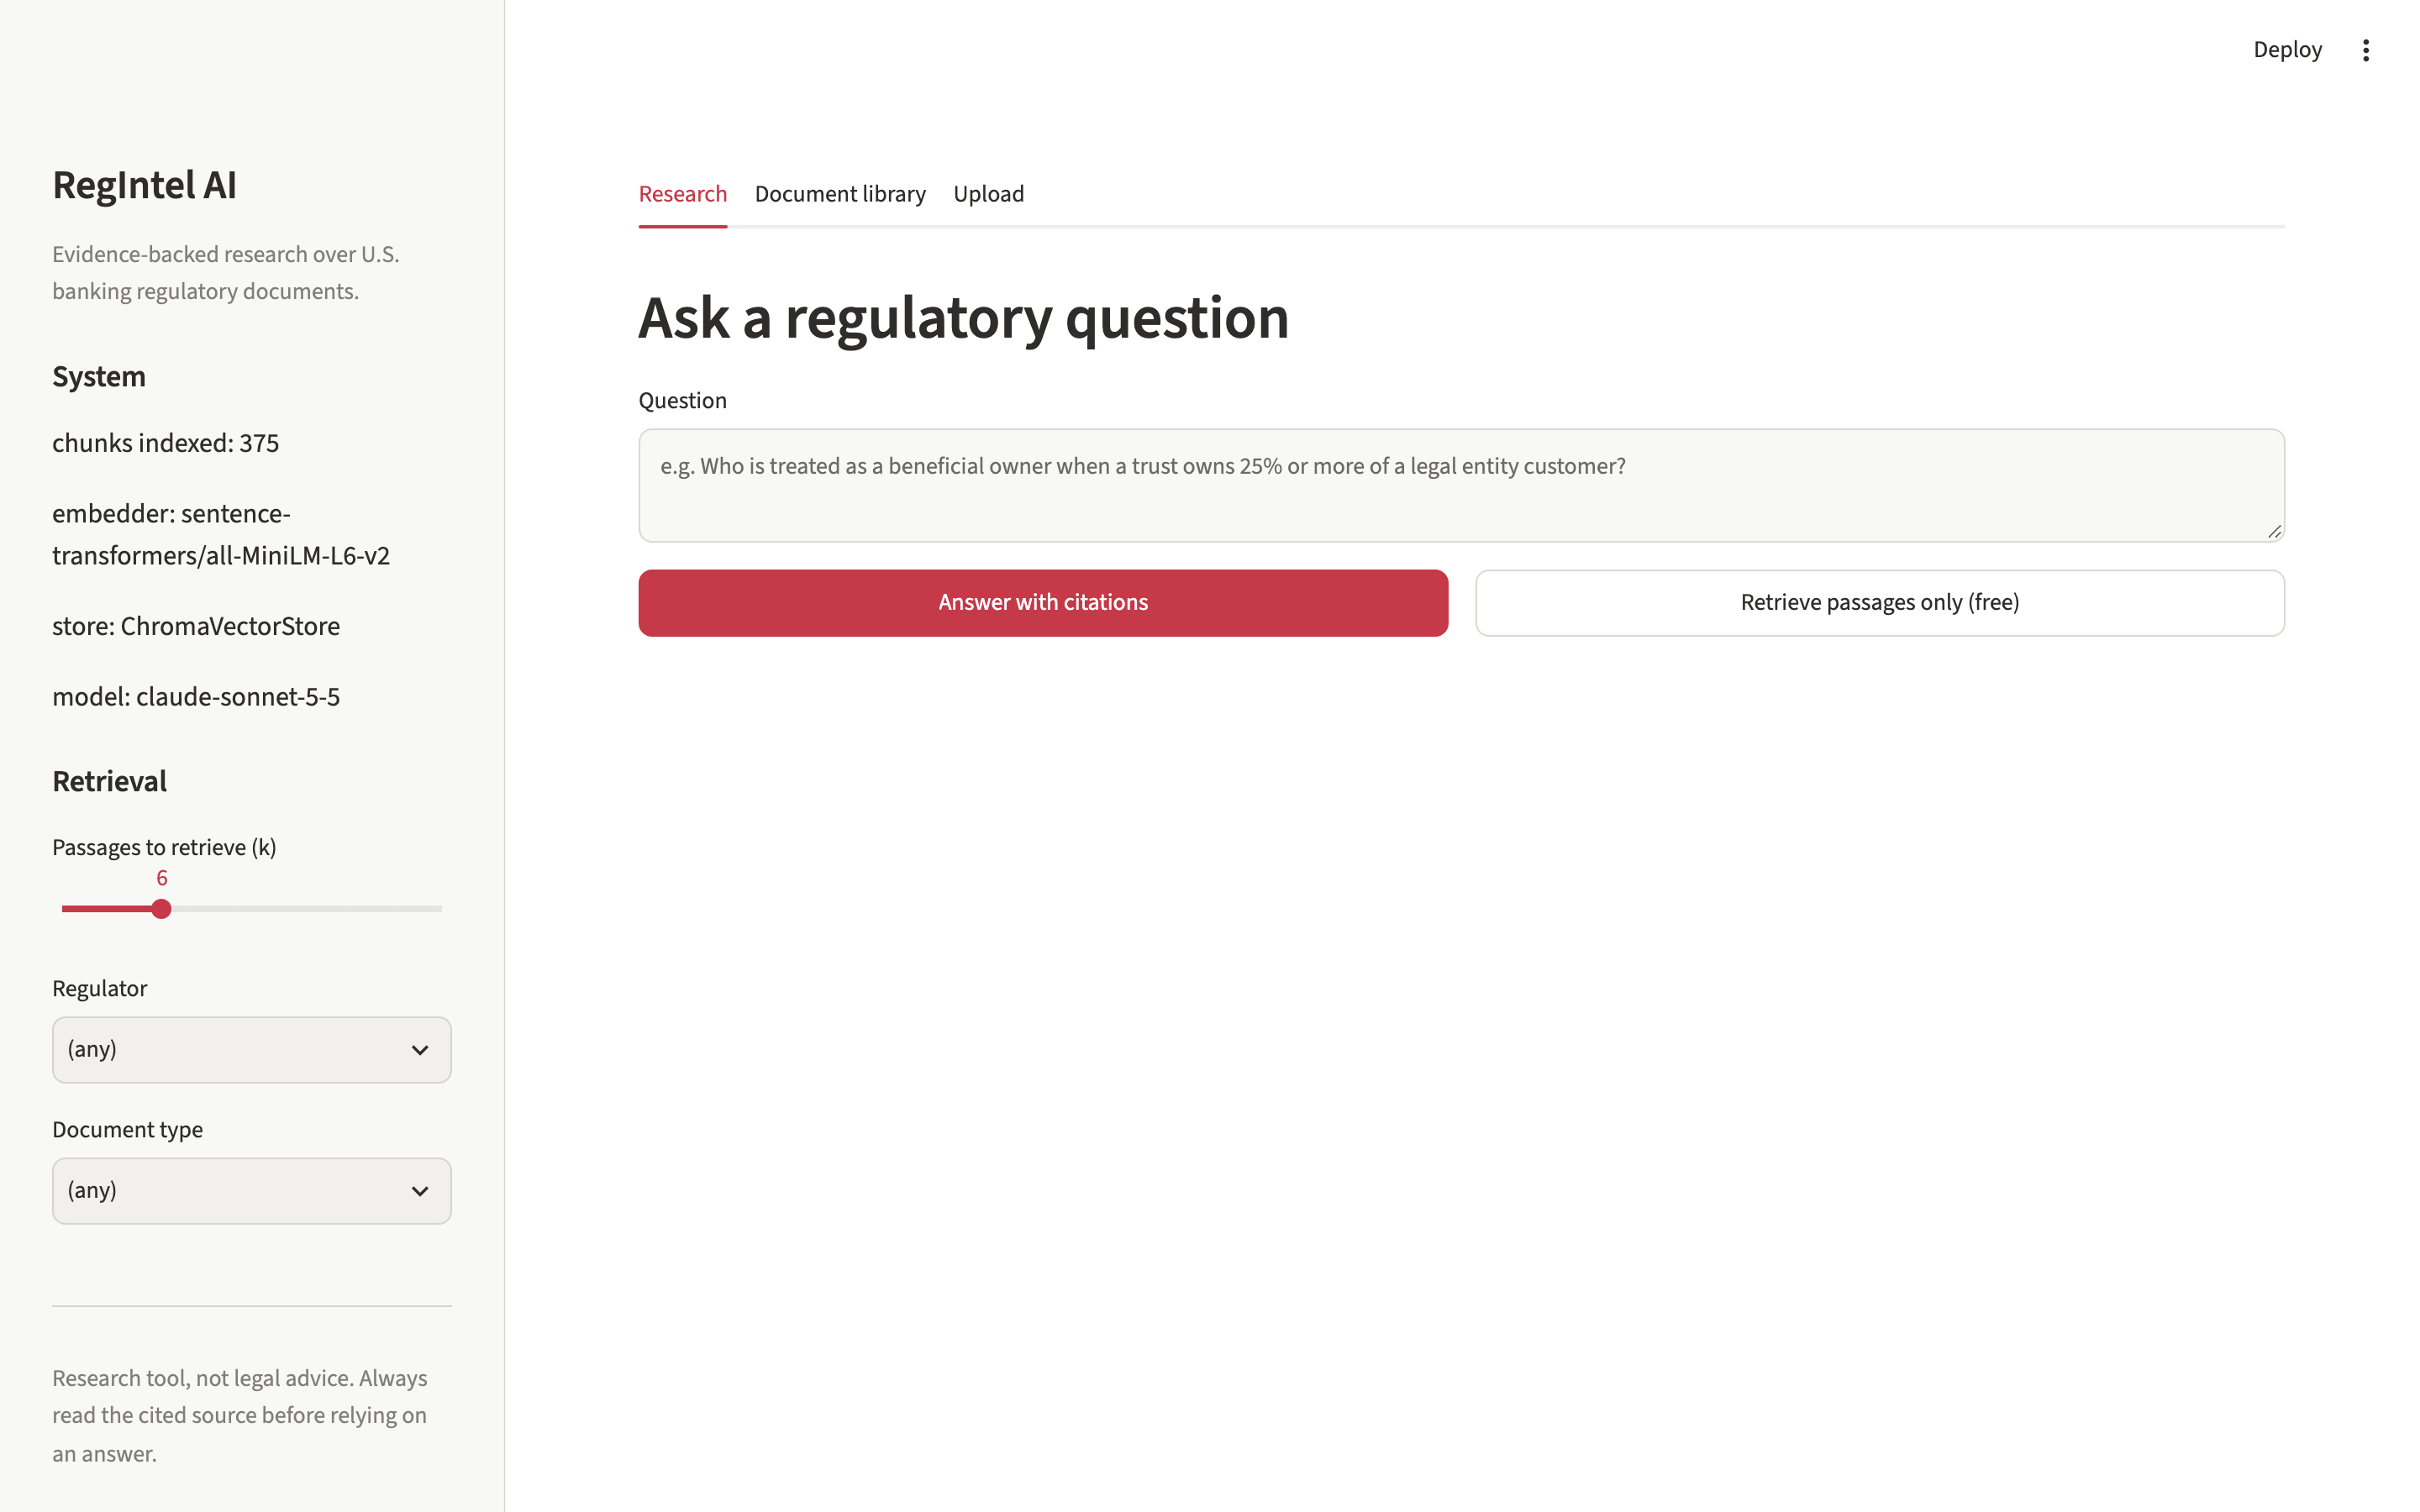 RegIntel AI
Evidence-backed research over U.S.
banking regulatory documents.
System
chunks indexed: 375
embedder: sentence-
transformers/all-MiniLM-L6-v2
store: ChromaVectorStore
model: claude-sonnet-5-5
Retrieval
Passages to retrieve (k)
6
Regulator
(any)
Document type
(any)
Research tool, not legal advice. Always
read the cited source before relying on
an answer.
Deploy
Research Document library Upload
Ask a regulatory question
Question
e.g. Who is treated as a beneficial owner when a trust owns 25% or more of a legal entity customer?
Answer with citations Retrieve passages only (free)